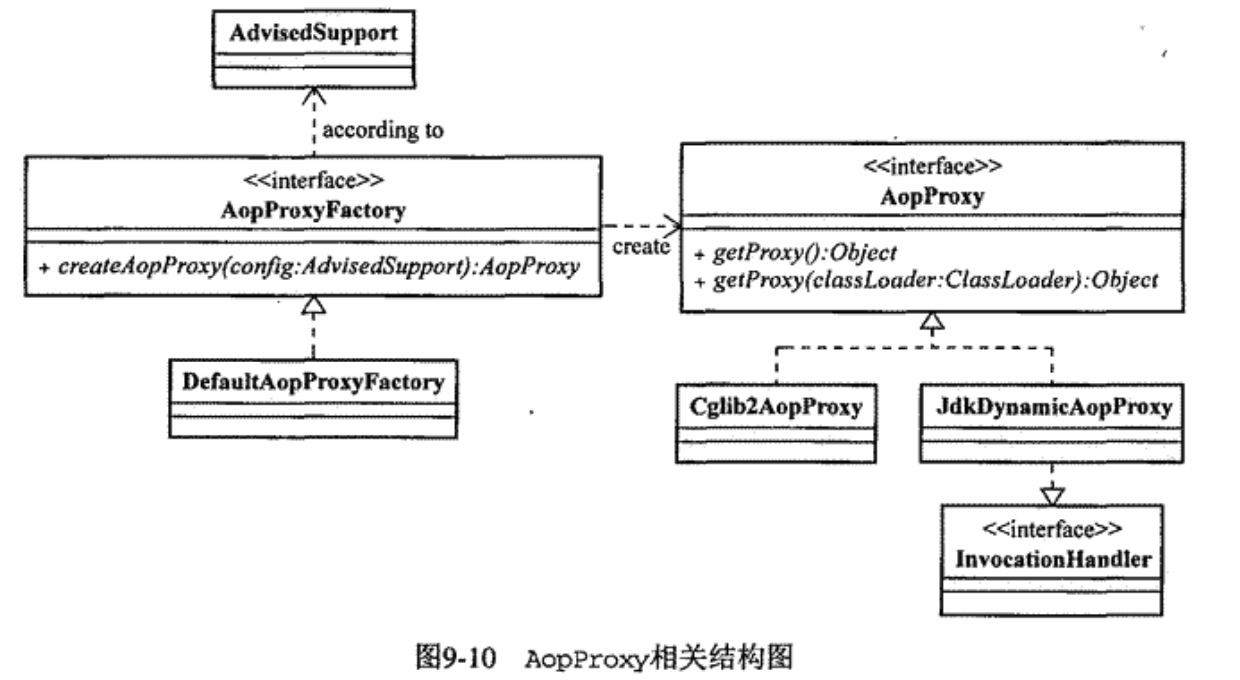 AdvisedSupport
according to
<<interface>>
AopProxyFactory
+ createAopProxy(config:AdvisedSupport):AopProxy
create
<<interface>>
AopProxy
+ getProxy():Object
+ getProxy(classLoader:ClassLoader):Object
DefaultAopProxyFactory
Cglib2AopProxy
JdkDynamicAopProxy
<<interface>>
InvocationHandler
图9-10 AopProxy相关结构图